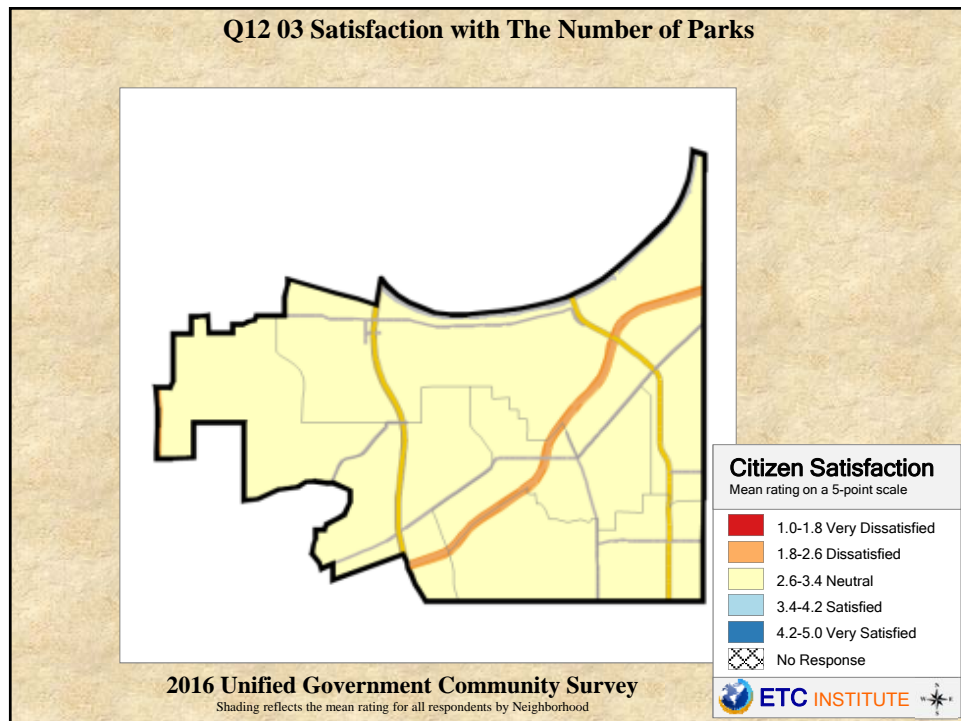 Q12 03 Satisfaction with The Number of Parks
Citizen Satisfaction
Mean rating on a 5-point scale
1.0-1.8 Very Dissatisfied
1.8-2.6 Dissatisfied
2.6-3.4 Neutral
3.4-4.2 Satisfied
4.2-5.0 Very Satisfied
No Response
2016 Unified Government Community Survey
Shading reflects the mean rating for all respondents by Neighborhood
ETC INSTITUTE
N
W E
S